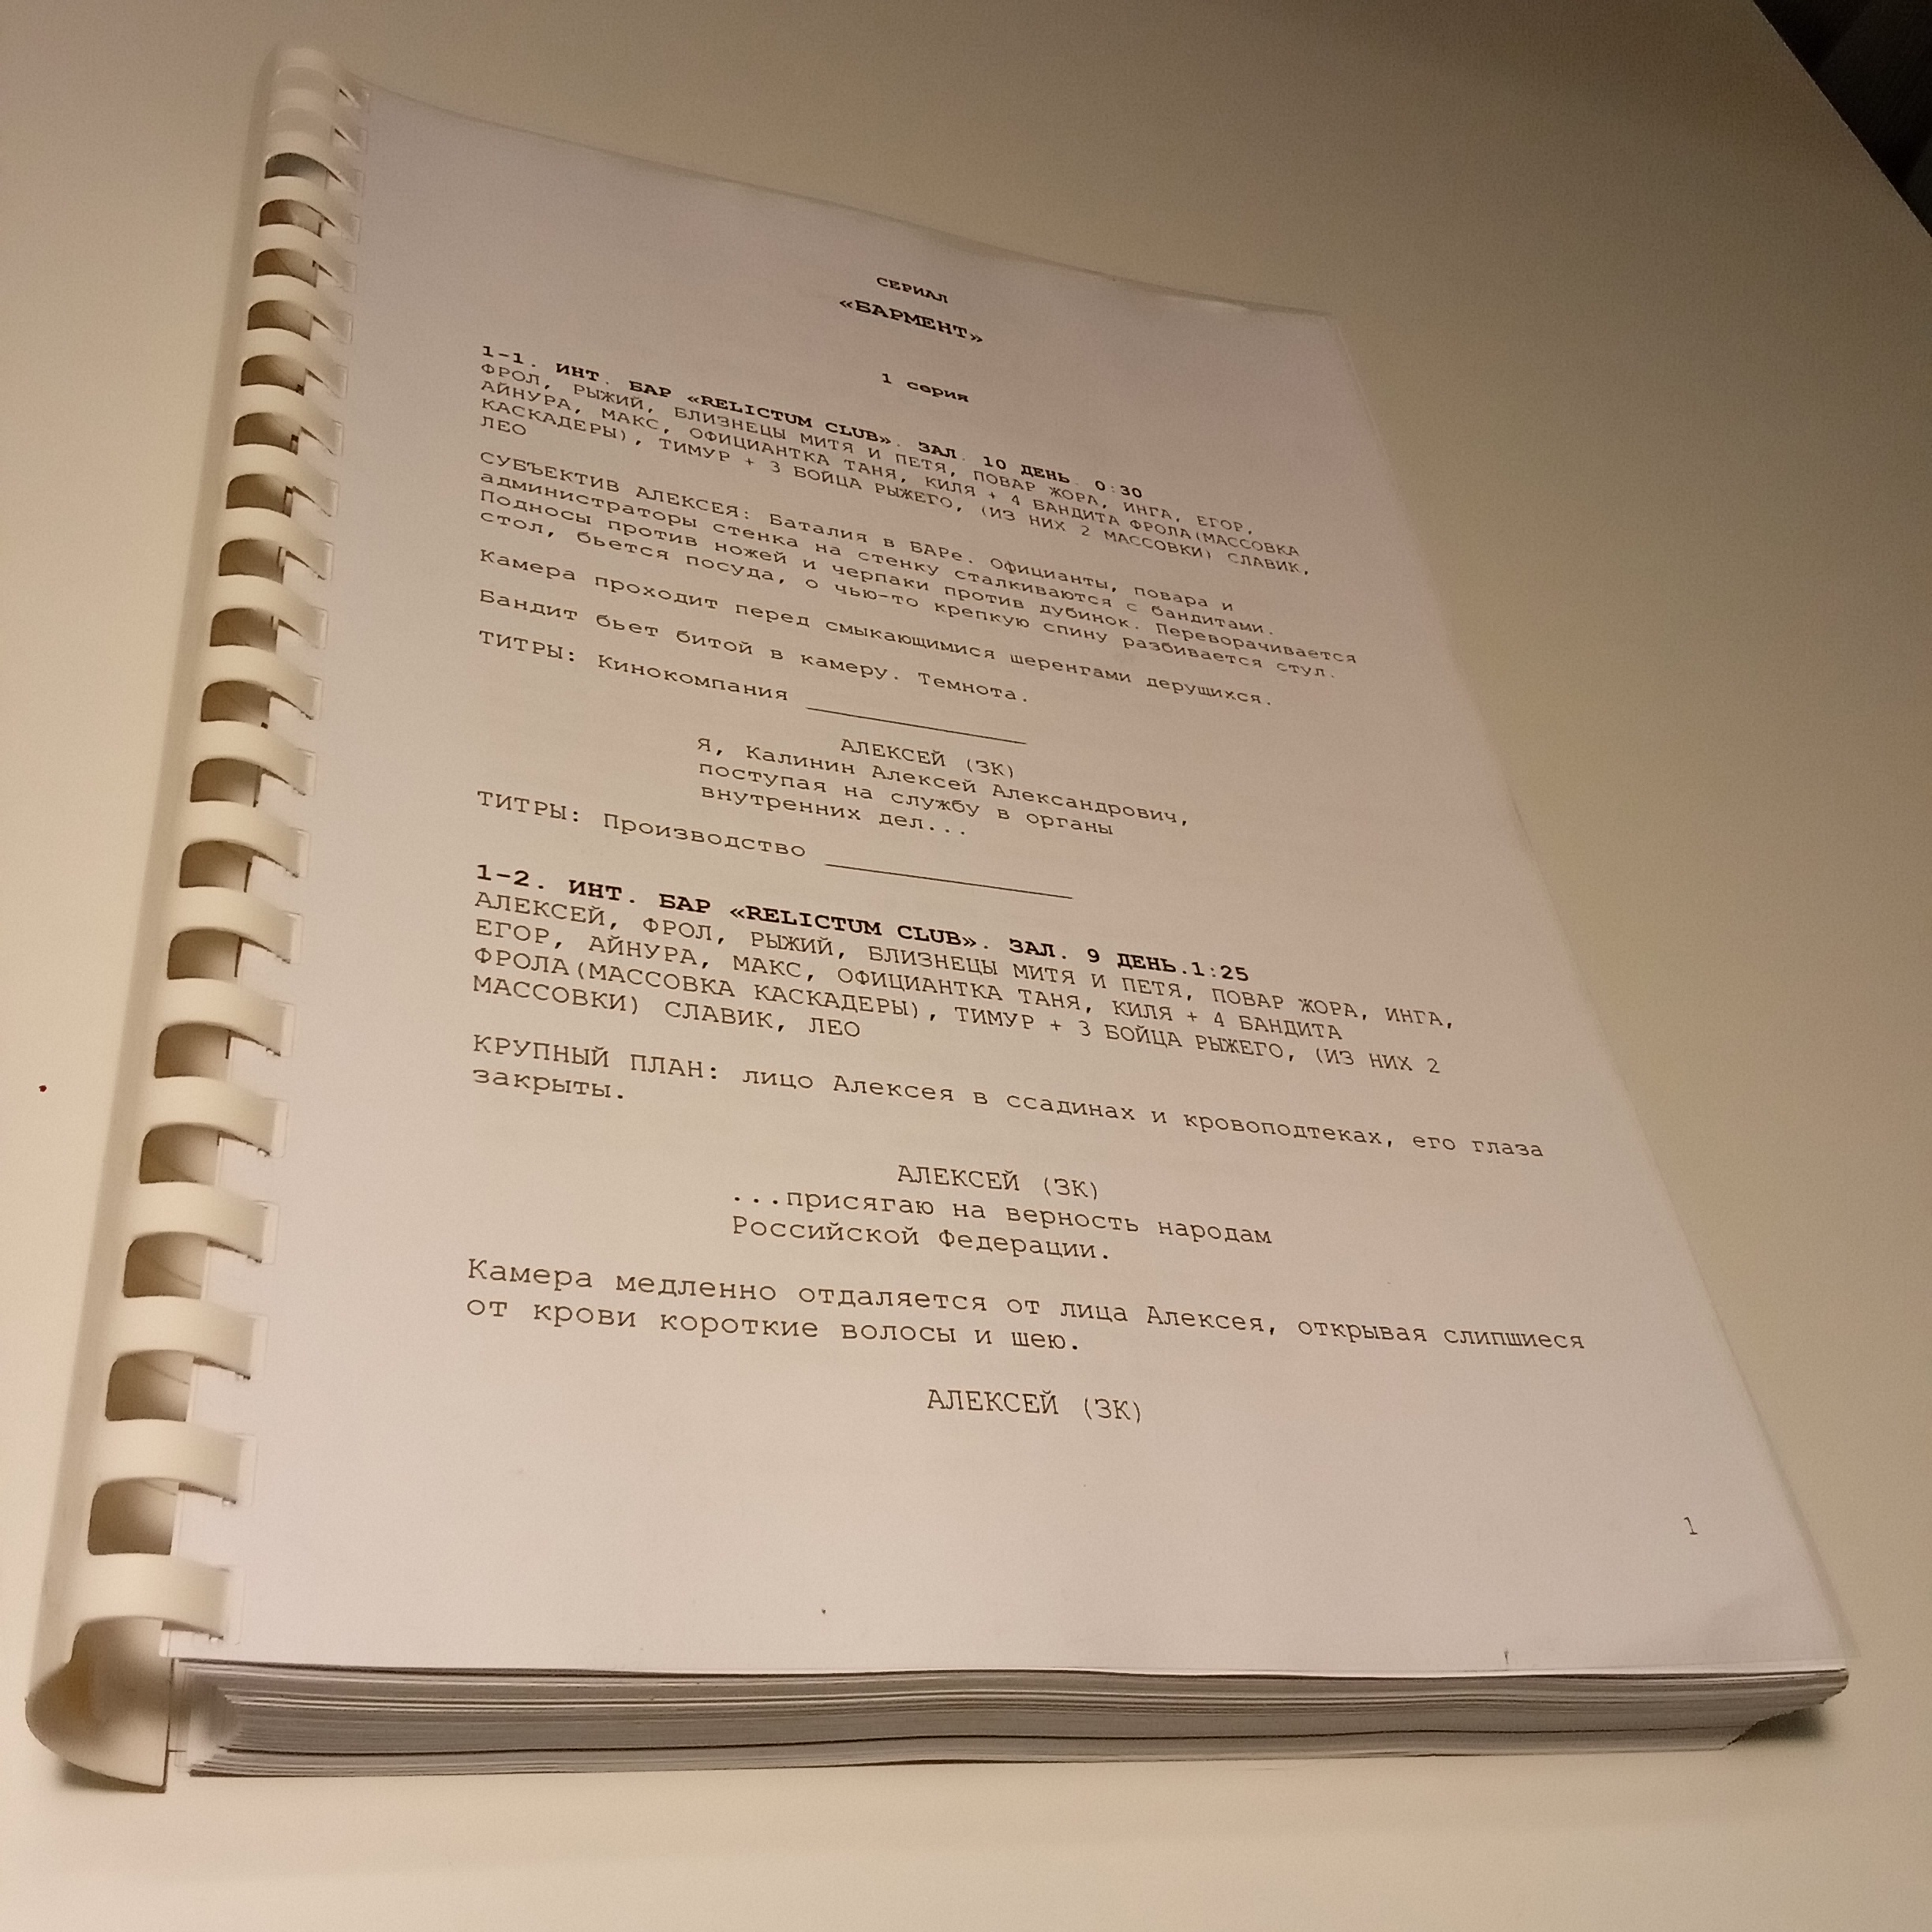 СЕРИАЛ
«БАРМЕНТ»
1 серия
1-1. ИНТ. БАР «RELICTUM CLUB». ЗАЛ. 10 ДЕНЬ. 0:30
ФРОЛ, РЫЖИЙ, БЛИЗНЕЦЫ МИТЯ И ПЕТЯ, ПОВАР ЖОРА, ИНГА, ЕГОР,
АЙНУРА, МАКС, ОФИЦИАНТКА ТАНЯ, КИЛЯ + 4 БАНДИТА ФРОЛА(МАССОВКА
КАСКАДЕРЫ), ТИМУР + 3 БОЙЦА РЫЖЕГО, (ИЗ НИХ 2 МАССОВКИ) СЛАВИК,
ЛЕО
СУБЪЕКТИВ АЛЕКСЕЯ: Баталия в БАРе. Официанты, повара и
администраторы стенка на стенку сталкиваются с бандитами.
Подносы против ножей и черпаки против дубинок. Переворачивается
стол, бьется посуда, о чью-то крепкую спину разбивается стул.
Камера проходит перед смыкающимися шеренгами дерущихся.
Бандит бьет битой в камеру. Темнота.
ТИТРЫ: Кинокомпания ________________
АЛЕКСЕЙ (ЗК)
Я, Калинин Алексей Александрович,
поступая на службу в органы
внутренних дел...
ТИТРЫ: Производство ________________
1-2. ИНТ. БАР «RELICTUM CLUB». ЗАЛ. 9 ДЕНЬ.1:25
АЛЕКСЕЙ, ФРОЛ, РЫЖИЙ, БЛИЗНЕЦЫ МИТЯ И ПЕТЯ, ПОВАР ЖОРА, ИНГА,
ЕГОР, АЙНУРА, МАКС, ОФИЦИАНТКА ТАНЯ, КИЛЯ + 4 БАНДИТА
ФРОЛА(МАССОВКА КАСКАДЕРЫ), ТИМУР + 3 БОЙЦА РЫЖЕГО, (ИЗ НИХ 2
МАССОВКИ) СЛАВИК, ЛЕО
КРУПНЫЙ ПЛАН: лицо Алексея в ссадинах и кровоподтеках, его глаза
закрыты.
АЛЕКСЕЙ (ЗК)
...присягаю на верность народам
Российской Федерации.
Камера медленно отдаляется от лица Алексея, открывая слипшиеся
от крови короткие волосы и шею.
АЛЕКСЕЙ (ЗК)
1